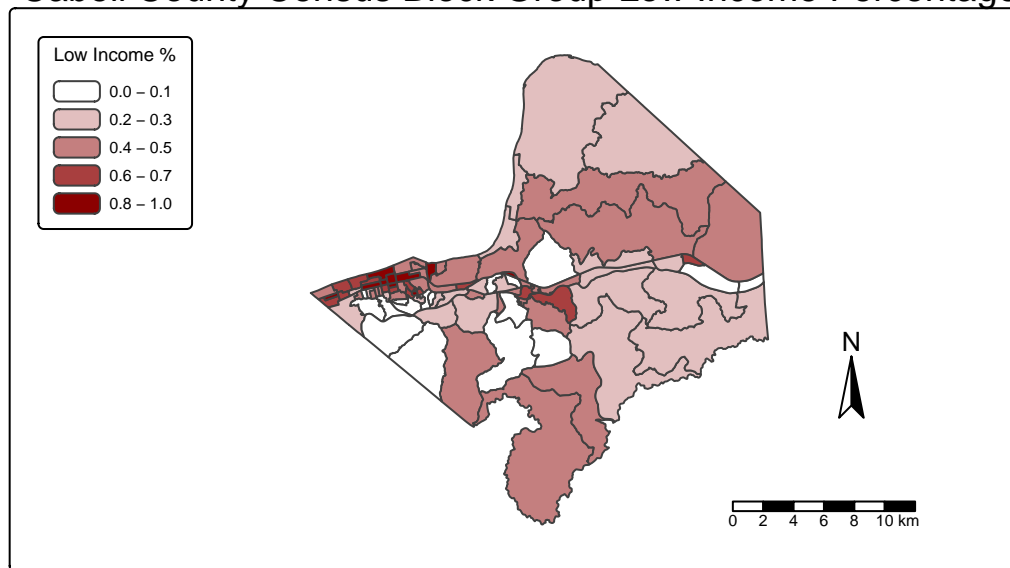 Cabell County Census Block Group Low Income Percentage
Low Income %
0.0 – 0.1
0.2 – 0.3
0.4 – 0.5
0.6 – 0.7
0.8 – 1.0
N
0 2 4 6 8 10 km